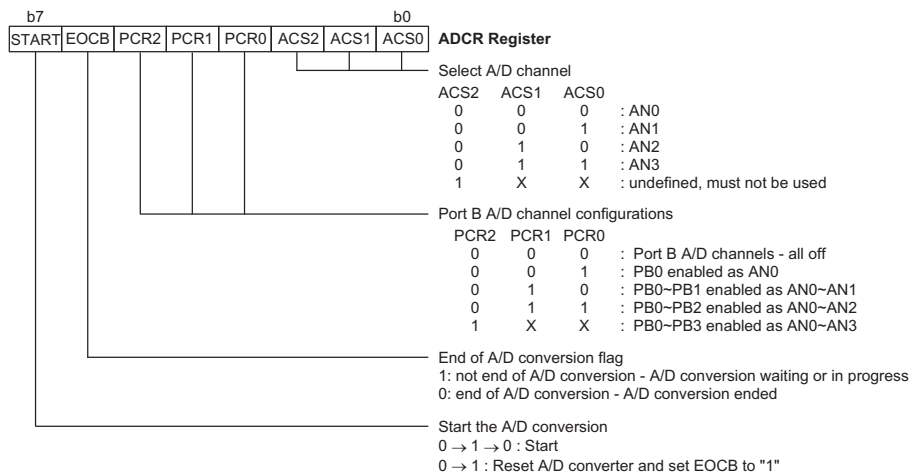 b7 b0
START EOCB PCR2 PCR1 PCR0 ACS2 ACS1 ACS0 ADCR Register
Select A/D channel
ACS2 ACS1 ACS0
0 0 0 : AN0
0 0 1 : AN1
0 1 0 : AN2
0 1 1 : AN3
1 X X : undefined, must not be used
Port B A/D channel configurations
PCR2 PCR1 PCR0
0 0 0 : Port B A/D channels - all off
0 0 1 : PB0 enabled as AN0
0 1 0 : PB0~PB1 enabled as AN0~AN1
0 1 1 : PB0~PB2 enabled as AN0~AN2
1 X X : PB0~PB3 enabled as AN0~AN3
End of A/D conversion flag
1: not end of A/D conversion - A/D conversion waiting or in progress
0: end of A/D conversion - A/D conversion ended
Start the A/D conversion
0 → 1 → 0 : Start
0 → 1 : Reset A/D converter and set EOCB to "1"